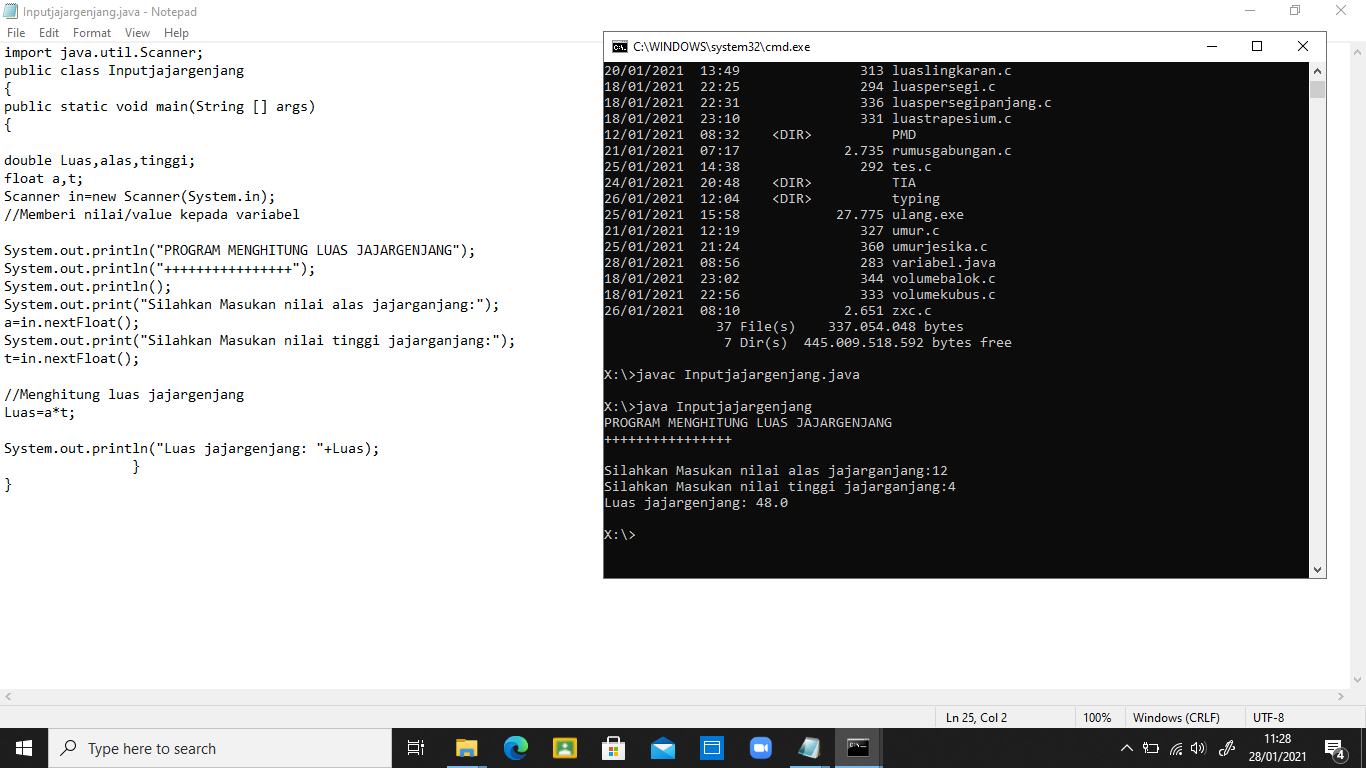 Inputjajargenjang.java - Notepad
File Edit Format View Help
import java.util.Scanner;
public class Inputjajargenjang
{
public static void main(String [] args)
{
double Luas,alas,tinggi;
float a,t;
Scanner in=new Scanner(System.in);
//Memberi nilai/value kepada variabel
System.out.println("PROGRAM MENGHITUNG LUAS JAJARGENJANG");
System.out.println("++++++++++++++++");
System.out.println();
System.out.print("Silahkan Masukan nilai alas jajarganjang:");
a=in.nextFloat();
System.out.print("Silahkan Masukan nilai tinggi jajarganjang:");
t=in.nextFloat();
//Menghitung luas jajargenjang
Luas=a*t;
System.out.println("Luas jajargenjang: "+Luas);
}
}
C:\WINDOWS\system32\cmd.exe
20/01/2021 13:49 313 luaslingkaran.c
18/01/2021 22:25 294 luaspersegi.c
18/01/2021 22:31 336 luaspersegipanjang.c
18/01/2021 23:10 331 luastrapesium.c
12/01/2021 08:32 <DIR> PMD
21/01/2021 07:17 2.735 rumusgabungan.c
25/01/2021 14:38 292 tes.c
24/01/2021 20:48 <DIR> TIA
26/01/2021 12:04 <DIR> typing
25/01/2021 15:58 27.775 ulang.exe
21/01/2021 12:19 327 umur.c
25/01/2021 21:24 360 umurjesika.c
28/01/2021 08:56 283 variabel.java
18/01/2021 23:02 344 volumebalok.c
18/01/2021 22:56 333 volumekubus.c
26/01/2021 08:10 2.651 zxc.c
37 File(s) 337.054.048 bytes
7 Dir(s) 445.009.518.592 bytes free
X:\>javac Inputjajargenjang.java
X:\>java Inputjajargenjang
PROGRAM MENGHITUNG LUAS JAJARGENJANG
++++++++++++++++
Silahkan Masukan nilai alas jajarganjang:12
Silahkan Masukan nilai tinggi jajarganjang:4
Luas jajargenjang: 48.0
X:\>
Ln 25, Col 2 100% Windows (CRLF) UTF-8
Type here to search
11:28
28/01/2021
4